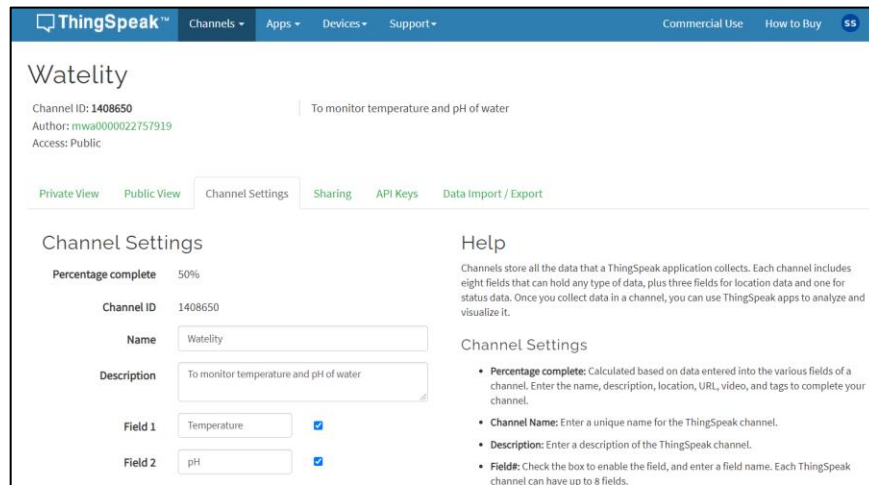 ThingSpeak™ Channels Apps Devices Support Commercial Use How to Buy SS
Watelity
Channel ID: 1408650
Author: mwa0000022757919
Access: Public
To monitor temperature and pH of water
Private View Public View Channel Settings Sharing API Keys Data Import / Export
Channel Settings
Percentage complete 50%
Channel ID 1408650
Name Watelity
Description To monitor temperature and pH of water
Field 1 Temperature
Field 2 pH
Help
Channels store all the data that a ThingSpeak application collects. Each channel includes
eight fields that can hold any type of data, plus three fields for location data and one for
status data. Once you collect data in a channel, you can use ThingSpeak apps to analyze and
visualize it.
Channel Settings
• Percentage complete: Calculated based on data entered into the various fields of a
channel. Enter the name, description, location, URL, video, and tags to complete your
channel.
• Channel Name: Enter a unique name for the ThingSpeak channel.
• Description: Enter a description of the ThingSpeak channel.
• Field#: Check the box to enable the field, and enter a field name. Each ThingSpeak
channel can have up to 8 fields.